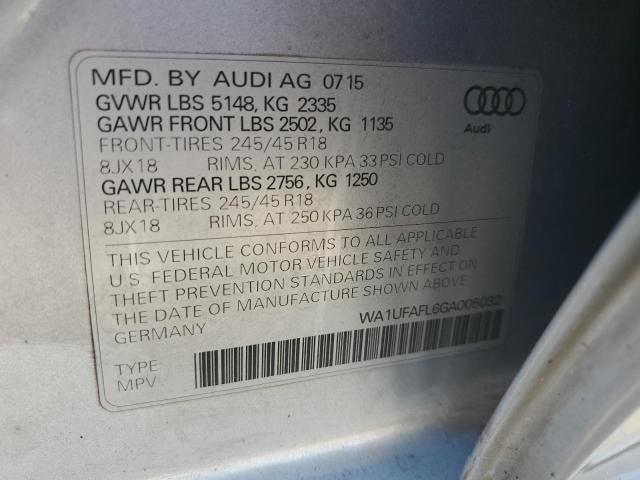 MFD. BY AUDI AG 07 15
GVWR LBS 5148, KG 2335
GAWR FRONT LBS 2502, KG 1135
FRONT-TIRES 245/45 R18
8JX18 RIMS, AT 230 KPA 33 PSI COLD
GAWR REAR LBS 2756, KG 1250
REAR-TIRES 245/45 R18
8JX18 RIMS, AT 250 KPA 36 PSI COLD
Audi
THIS VEHICLE CONFORMS TO ALL APPLICABLE
U.S. FEDERAL MOTOR VEHICLE SAFETY AND
THEFT PREVENTION STANDARDS IN EFFECT ON
THE DATE OF MANUFACTURE SHOWN ABOVE.
GERMANY WA1UFAFL6GA005032
TYPE:
MPV